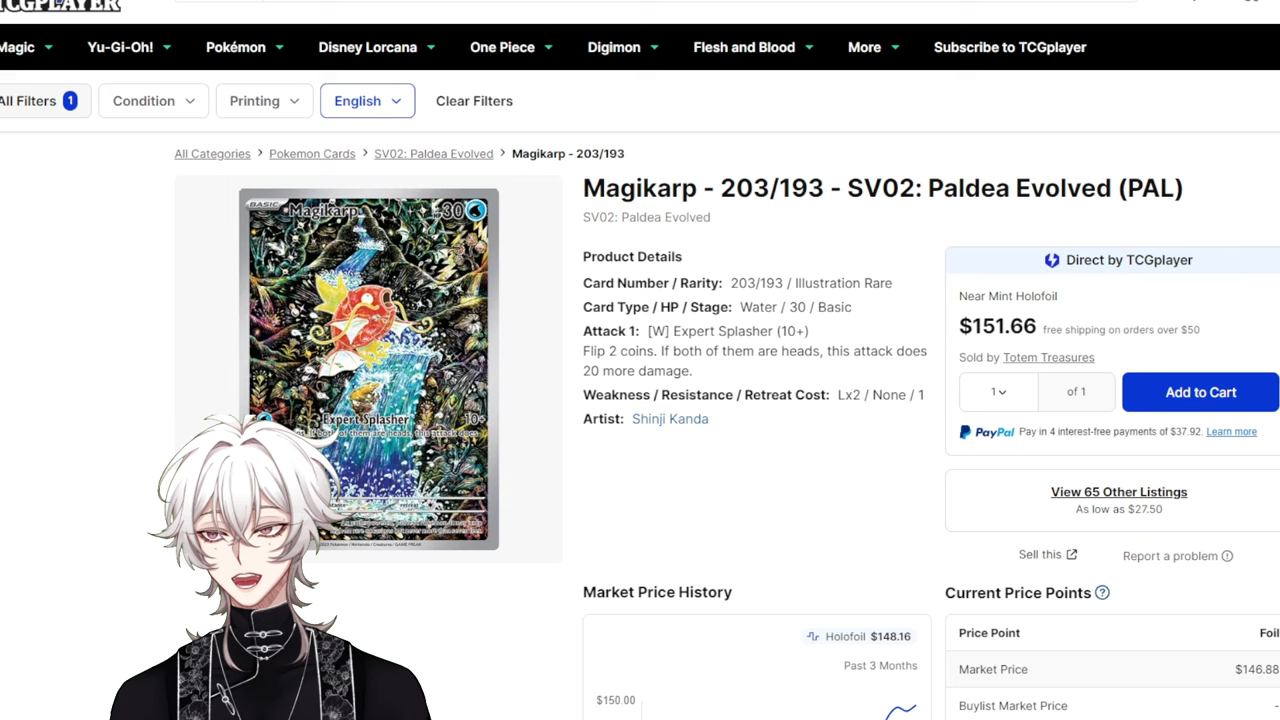 TCGPLAYER
Magic Yu-Gi-Oh! Pokémon Disney Lorcana One Piece Digimon Flesh and Blood More Subscribe to TCGplayer
All Filters 1 Condition Printing English Clear Filters
All Categories > Pokemon Cards > SV02: Paldea Evolved > Magikarp - 203/193
BASIC
Magikarp 30
Expert Splasher 10+
Magikarp - 203/193 - SV02: Paldea Evolved (PAL)
SV02: Paldea Evolved
Product Details
Card Number / Rarity: 203/193 / Illustration Rare
Card Type / HP / Stage: Water / 30 / Basic
Attack 1: [W] Expert Splasher (10+)
Flip 2 coins. If both of them are heads, this attack does
20 more damage.
Weakness / Resistance / Retreat Cost: Lx2 / None / 1
Artist: Shinji Kanda
Direct by TCGplayer
Near Mint Holofoil
$151.66 free shipping on orders over $50
Sold by Totem Treasures
1 of 1 Add to Cart
PayPal Pay in 4 interest-free payments of $37.92. Learn more
View 65 Other Listings
As low as $27.50
Sell this Report a problem
Market Price History
Holofoil $148.16
Past 3 Months
$150.00
Current Price Points
Price Point Foil
Market Price $146.88
Buylist Market Price -